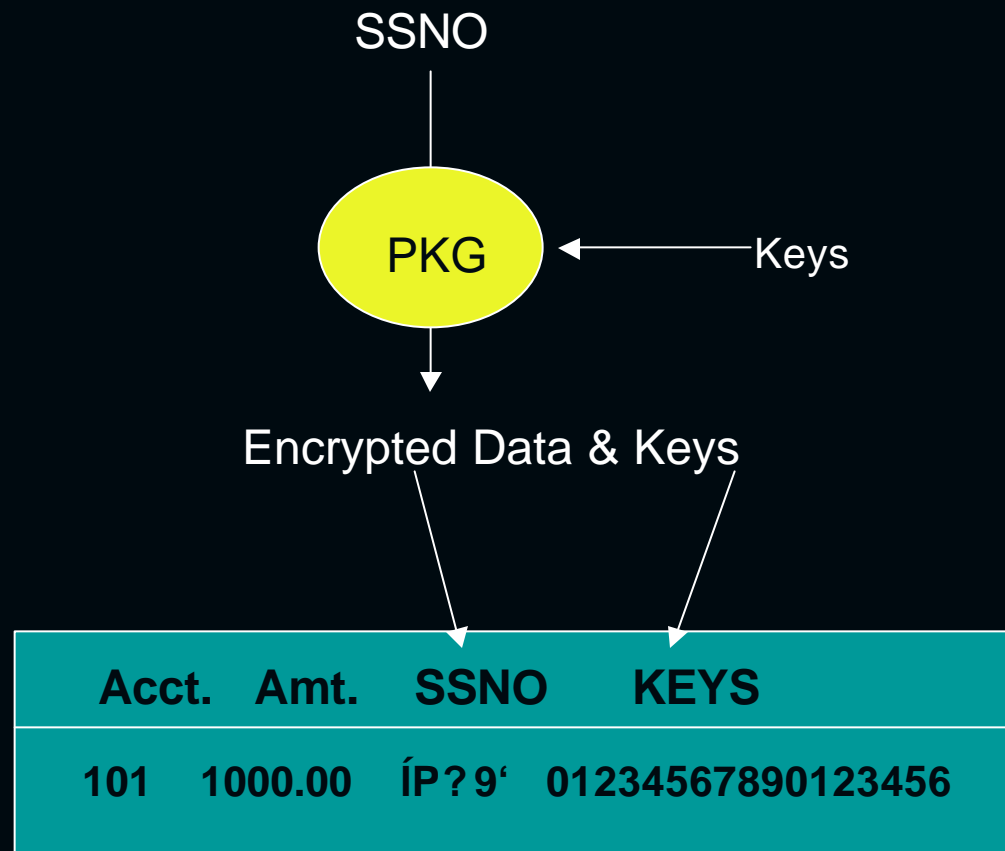 SSNO
PKG
Keys
Encrypted Data & Keys
Acct. Amt. SSNO KEYS
101 1000.00 ÍP?9‘ 01234567890123456